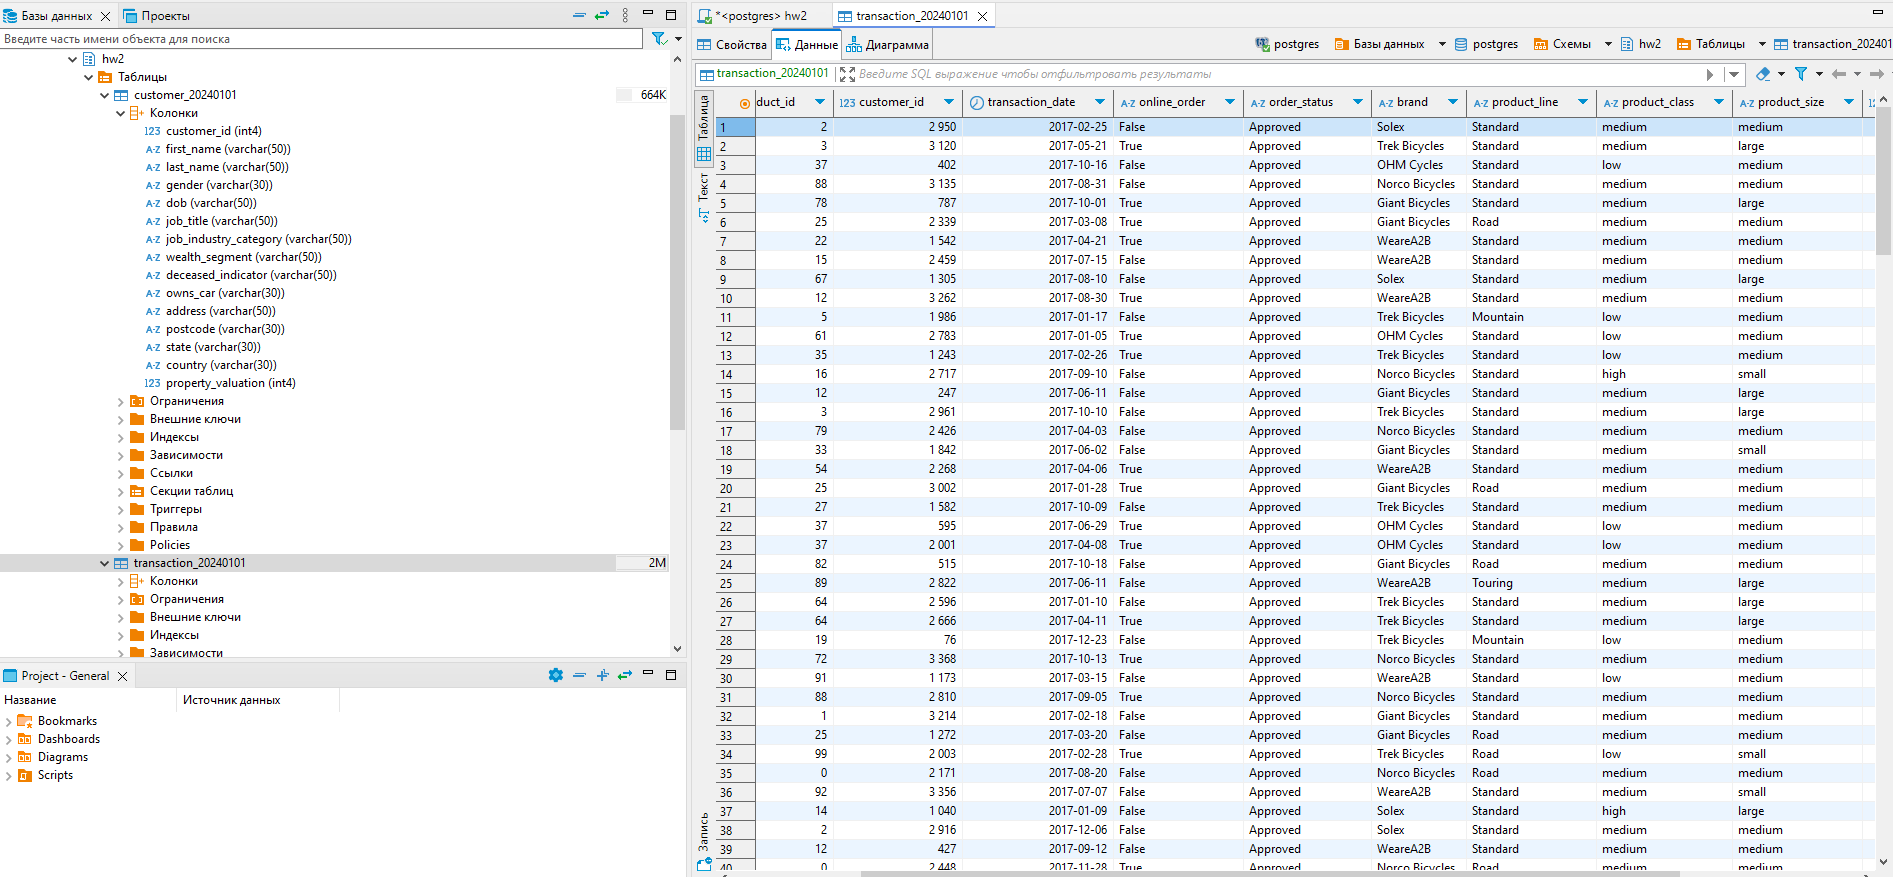 Базы данных
Проекты
Введите часть имени объекта для поиска
hw2
Таблицы
customer_20240101 664K
Колонки
123 customer_id (int4)
A-Z first_name (varchar(50))
A-Z last_name (varchar(50))
A-Z gender (varchar(30))
A-Z dob (varchar(50))
A-Z job_title (varchar(50))
A-Z job_industry_category (varchar(50))
A-Z wealth_segment (varchar(50))
A-Z deceased_indicator (varchar(50))
A-Z owns_car (varchar(30))
A-Z address (varchar(50))
A-Z postcode (varchar(30))
A-Z state (varchar(30))
A-Z country (varchar(30))
123 property_valuation (int4)
Ограничения
Внешние ключи
Индексы
Зависимости
Ссылки
Секции таблиц
Триггеры
Правила
Policies
transaction_20240101 2M
Колонки
Ограничения
Внешние ключи
Индексы
Зависимости
Project - General
Название Источник данных
Bookmarks
Dashboards
Diagrams
Scripts
*<postgres> hw2
transaction_20240101
Свойства Данные Диаграмма
postgres Базы данных postgres Схемы hw2 Таблицы transaction_20240101
transaction_20240101 Введите SQL выражение чтобы отфильтровать результаты
Таблица
Текст
Запись
duct_id 123 customer_id transaction_date A-Z online_order A-Z order_status A-Z brand A-Z product_line A-Z product_class A-Z product_size 12
1 2 2 950 2017-02-25 False Approved Solex Standard medium medium
2 3 3 120 2017-05-21 True Approved Trek Bicycles Standard medium large
3 37 402 2017-10-16 False Approved OHM Cycles Standard low medium
4 88 3 135 2017-08-31 False Approved Norco Bicycles Standard medium medium
5 78 787 2017-10-01 True Approved Giant Bicycles Standard medium large
6 25 2 339 2017-03-08 True Approved Giant Bicycles Road medium medium
7 22 1 542 2017-04-21 True Approved WeareA2B Standard medium medium
8 15 2 459 2017-07-15 False Approved WeareA2B Standard medium medium
9 67 1 305 2017-08-10 False Approved Solex Standard medium large
10 12 3 262 2017-08-30 True Approved WeareA2B Standard medium medium
11 5 1 986 2017-01-17 False Approved Trek Bicycles Mountain low medium
12 61 2 783 2017-01-05 True Approved OHM Cycles Standard low medium
13 35 1 243 2017-02-26 True Approved Trek Bicycles Standard low medium
14 16 2 717 2017-09-10 False Approved Norco Bicycles Standard high small
15 12 247 2017-06-11 False Approved Giant Bicycles Standard medium large
16 3 2 961 2017-10-10 False Approved Trek Bicycles Standard medium large
17 79 2 426 2017-04-03 False Approved Norco Bicycles Standard medium medium
18 33 1 842 2017-06-02 False Approved Giant Bicycles Standard medium small
19 54 2 268 2017-04-06 True Approved WeareA2B Standard medium medium
20 25 3 002 2017-01-28 True Approved Giant Bicycles Road medium medium
21 27 1 582 2017-10-09 False Approved Trek Bicycles Standard medium medium
22 37 595 2017-06-29 True Approved OHM Cycles Standard low medium
23 37 2 001 2017-04-08 True Approved OHM Cycles Standard low medium
24 82 515 2017-10-18 False Approved Giant Bicycles Road medium medium
25 89 2 822 2017-06-11 False Approved WeareA2B Touring medium large
26 64 2 596 2017-01-10 False Approved Trek Bicycles Standard medium large
27 64 2 666 2017-04-11 True Approved Trek Bicycles Standard medium large
28 19 76 2017-12-23 False Approved Trek Bicycles Mountain low medium
29 72 3 368 2017-10-13 True Approved Norco Bicycles Standard medium medium
30 91 1 173 2017-03-15 False Approved WeareA2B Standard low medium
31 88 2 810 2017-09-05 True Approved Norco Bicycles Standard medium medium
32 1 3 214 2017-02-18 False Approved Giant Bicycles Standard medium medium
33 25 1 272 2017-03-20 False Approved Giant Bicycles Road medium medium
34 99 2 003 2017-02-28 True Approved Trek Bicycles Road low small
35 0 2 171 2017-08-20 False Approved Norco Bicycles Road medium medium
36 92 3 356 2017-07-07 False Approved WeareA2B Standard medium small
37 14 1 040 2017-01-09 False Approved Solex Standard high large
38 2 2 916 2017-12-06 False Approved Solex Standard medium medium
39 12 427 2017-09-12 False Approved WeareA2B Standard medium medium
40 0 2 448 2017-11-28 True Approved Norco Bicycles Road medium medium